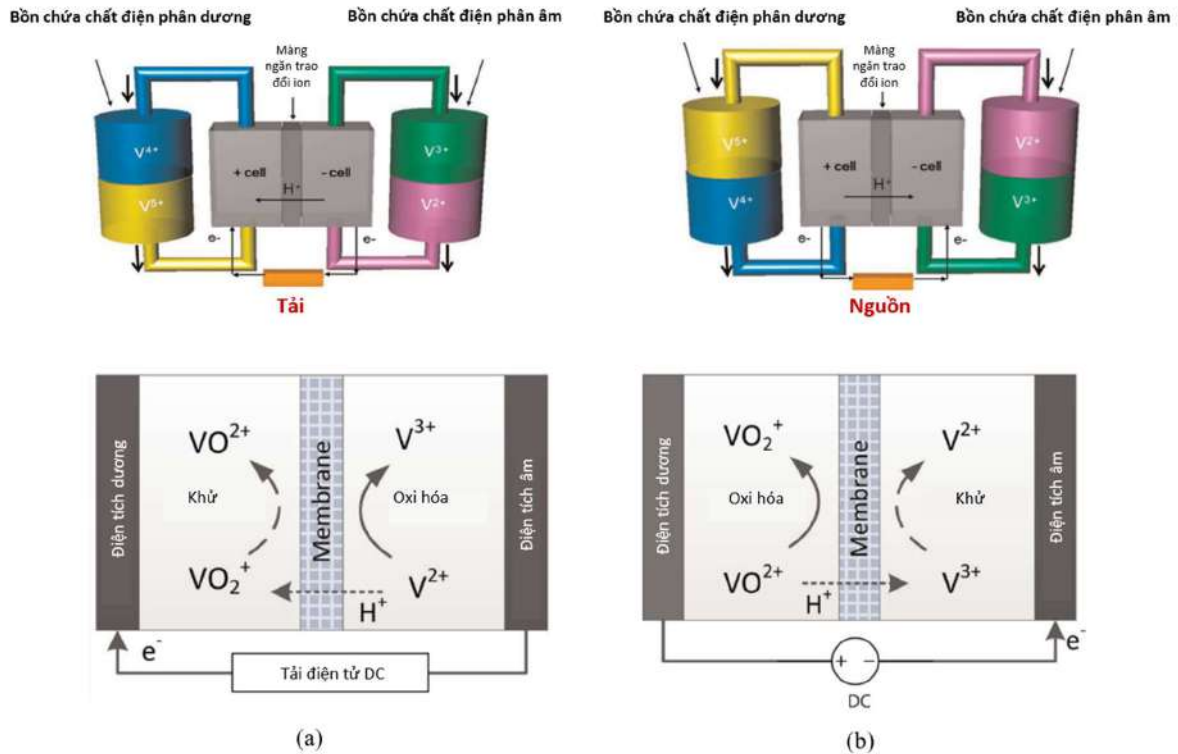 Bồn chứa chất điện phân dương
Bồn chứa chất điện phân âm
Màng
ngăn trao
đổi ion
V⁴⁺
V⁵⁺
+ cell
- cell
H⁺
V³⁺
V²⁺
e-
e-
Tải
Bồn chứa chất điện phân dương
Bồn chứa chất điện phân âm
Màng
ngăn trao
đổi ion
V⁵⁺
V⁴⁺
+ cell
- cell
H⁺
V²⁺
V³⁺
e-
e-
Nguồn
Điện tích dương
VO²⁺
Khử
VO₂⁺
Membrane
H⁺
V³⁺
Oxi hóa
V²⁺
Điện tích âm
e⁻
Tải điện tử DC
(a)
Điện tích dương
VO₂⁺
Oxi hóa
VO²⁺
Membrane
H⁺
V²⁺
Khử
V³⁺
Điện tích âm
e⁻
+ −
DC
(b)